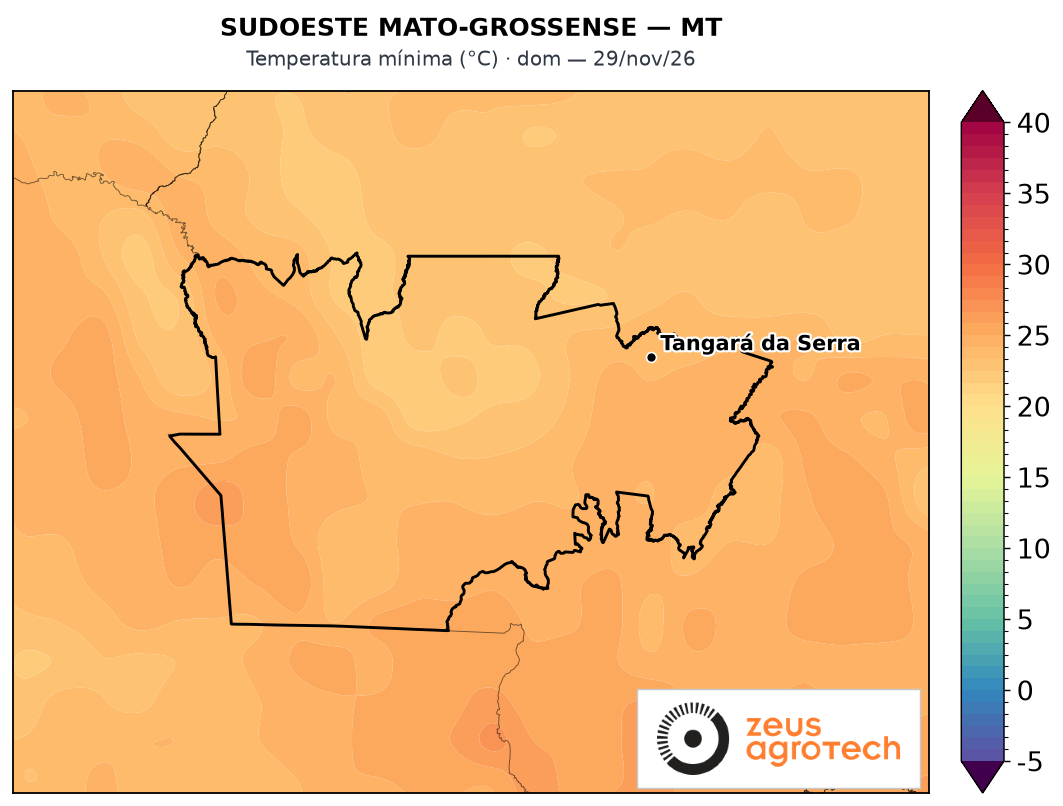 SUDOESTE MATO-GROSSENSE — MT
Temperatura mínima (°C) · dom — 29/nov/26
Tangará da Serra
40
35
30
25
20
15
10
5
0
-5
zeus
agrotech